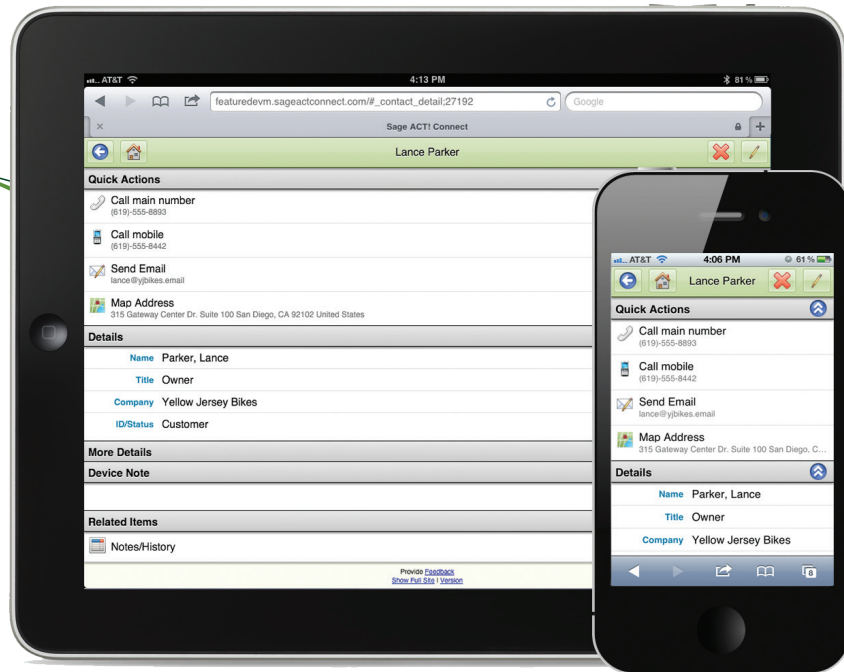 AT&T
4:13 PM
81%
featuredevm.sageactconnect.com/#_contact_detail;27192
Google
Sage ACT! Connect
Lance Parker
Quick Actions
Call main number
(619)-555-8893
Call mobile
(619)-555-8442
Send Email
lance@yjbikes.email
Map Address
315 Gateway Center Dr. Suite 100 San Diego, CA 92102 United States
Details
Name Parker, Lance
Title Owner
Company Yellow Jersey Bikes
ID/Status Customer
More Details
Device Note
Related Items
Notes/History
Provide Feedback
Show Full Site | Version
AT&T
4:06 PM
61%
Lance Parker
Quick Actions
Call main number
(619)-555-8893
Call mobile
(619)-555-8442
Send Email
lance@yjbikes.email
Map Address
315 Gateway Center Dr. Suite 100 San Diego, C...
Details
Name Parker, Lance
Title Owner
Company Yellow Jersey Bikes
8